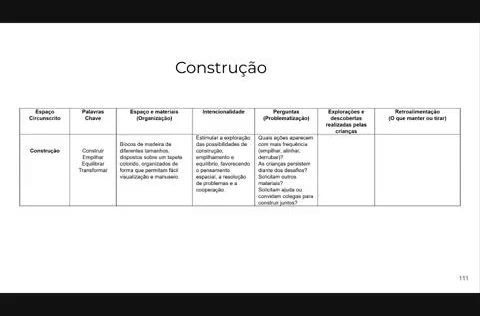 Construção
Espaço
Circunscrito
Palavras
Chave
Espaço e materiais
(Organização)
Intencionalidade
Perguntas
(Problematização)
Explorações e
descobertas
realizadas pelas
crianças
Retroalimentação
(O que manter ou tirar)
Construção
Construir
Empilhar
Equilibrar
Transformar
Blocos de madeira de
diferentes tamanhos,
dispostos sobre um tapete
colorido, organizados de
forma que permitam fácil
visualização e manuseio.
Estimular a exploração
das possibilidades de
construção,
empilhamento e
equilíbrio, favorecendo
o pensamento
espacial, a resolução
de problemas e a
cooperação.
Quais ações aparecem
com mais frequência
(empilhar, alinhar,
derrubar)?
As crianças persistem
diante dos desafios?
Solicitam outros
materiais?
Solicitam ajuda ou
convidam colegas para
construir juntos?
111